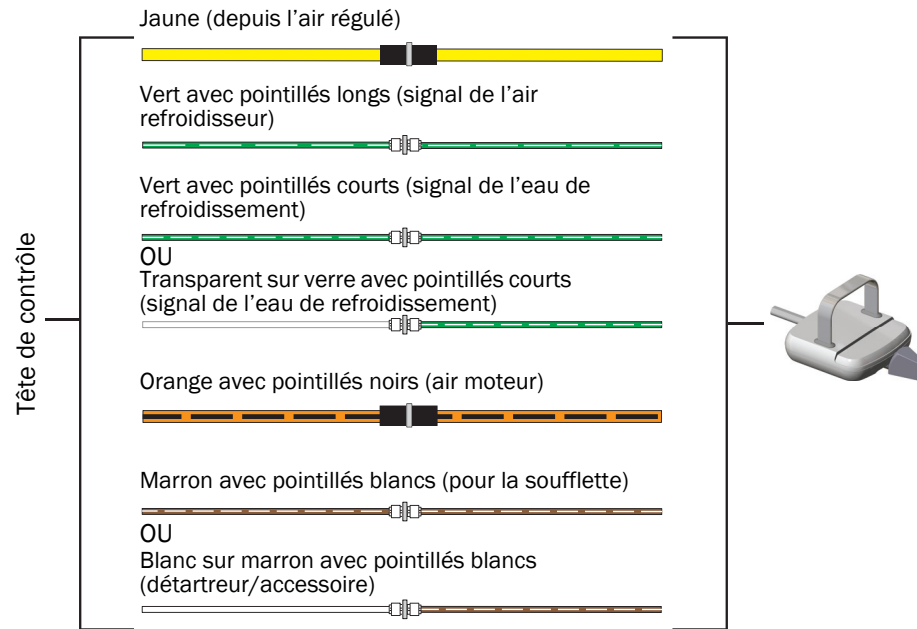 Jaune (depuis l’air régulé)
Vert avec pointillés longs (signal de l’air
refroidisseur)
Vert avec pointillés courts (signal de l’eau de
refroidissement)
OU
Transparent sur verre avec pointillés courts
(signal de l’eau de refroidissement)
Tête de contrôle
Orange avec pointillés noirs (air moteur)
Marron avec pointillés blancs (pour la soufflette)
OU
Blanc sur marron avec pointillés blancs
(détartreur/accessoire)